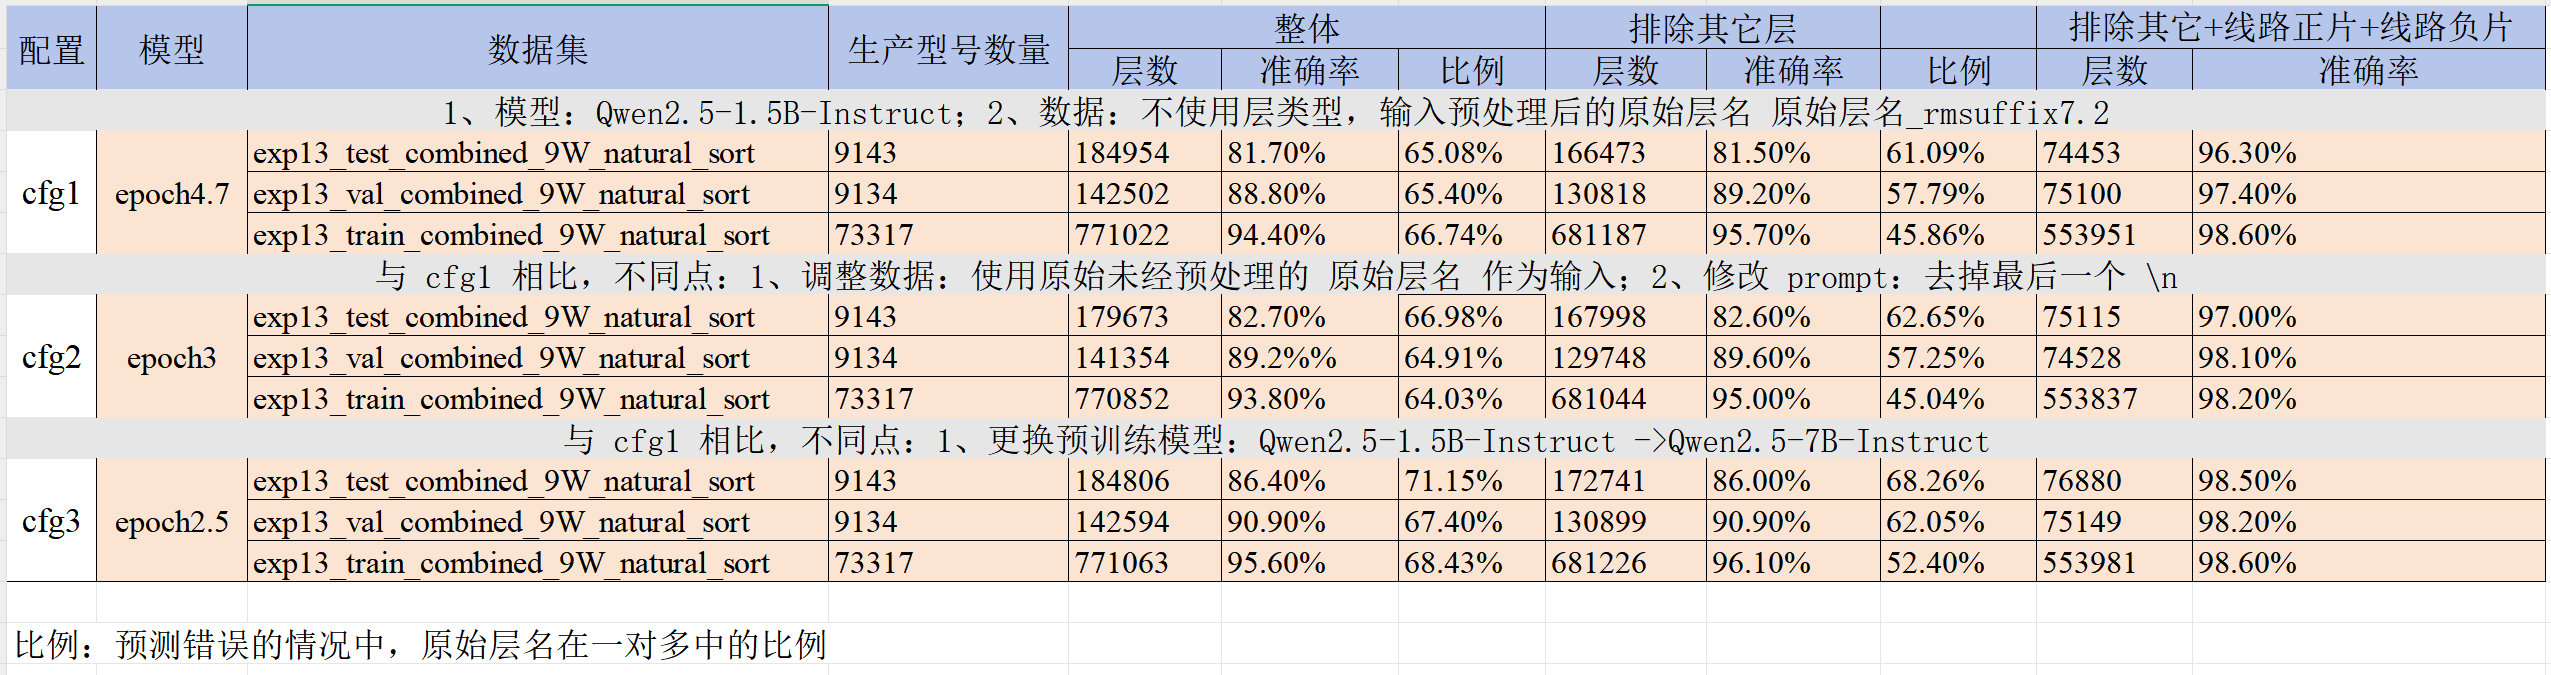 配置 模型 数据集 生产型号数量 整体 排除其它层 排除其它+线路正片+线路负片
层数 准确率 比例 层数 准确率 比例 层数 准确率
1、模型：Qwen2.5-1.5B-Instruct；2、数据：不使用层类型，输入预处理后的原始层名 原始层名_rmsuffix7.2
cfg1 epoch4.7 exp13_test_combined_9W_natural_sort 9143 184954 81.70% 65.08% 166473 81.50% 61.09% 74453 96.30%
exp13_val_combined_9W_natural_sort 9134 142502 88.80% 65.40% 130818 89.20% 57.79% 75100 97.40%
exp13_train_combined_9W_natural_sort 73317 771022 94.40% 66.74% 681187 95.70% 45.86% 553951 98.60%
与 cfg1 相比，不同点：1、调整数据：使用原始未经预处理的 原始层名 作为输入；2、修改 prompt：去掉最后一个 \n
cfg2 epoch3 exp13_test_combined_9W_natural_sort 9143 179673 82.70% 66.98% 167998 82.60% 62.65% 75115 97.00%
exp13_val_combined_9W_natural_sort 9134 141354 89.2%% 64.91% 129748 89.60% 57.25% 74528 98.10%
exp13_train_combined_9W_natural_sort 73317 770852 93.80% 64.03% 681044 95.00% 45.04% 553837 98.20%
与 cfg1 相比，不同点：1、更换预训练模型：Qwen2.5-1.5B-Instruct ->Qwen2.5-7B-Instruct
cfg3 epoch2.5 exp13_test_combined_9W_natural_sort 9143 184806 86.40% 71.15% 172741 86.00% 68.26% 76880 98.50%
exp13_val_combined_9W_natural_sort 9134 142594 90.90% 67.40% 130899 90.90% 62.05% 75149 98.20%
exp13_train_combined_9W_natural_sort 73317 771063 95.60% 68.43% 681226 96.10% 52.40% 553981 98.60%
比例：预测错误的情况中，原始层名在一对多中的比例